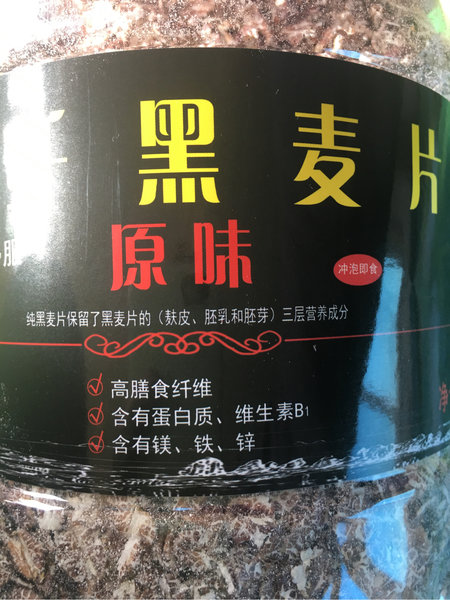 黑麦片
原味
冲泡即食
纯黑麦片保留了黑麦片的（麸皮、胚乳和胚芽）三层营养成分
高膳食纤维
含有蛋白质、维生素B1
含有镁、铁、锌
净